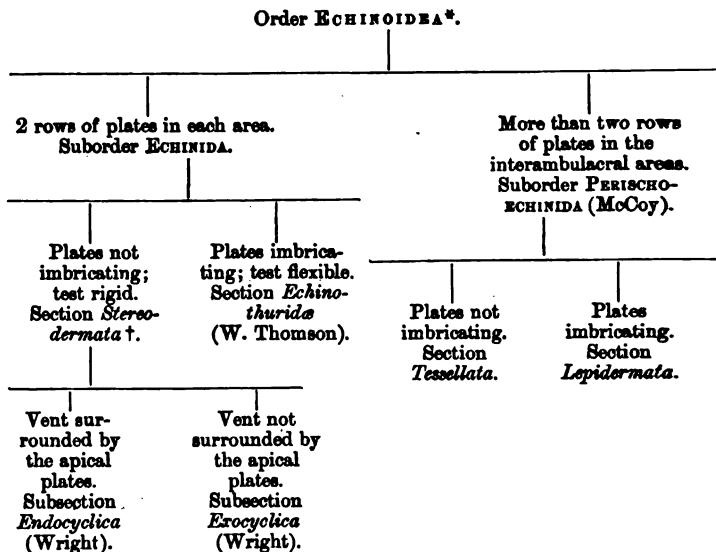 Order ECHINOIDEA*.
2 rows of plates in each area.
Suborder ECHINIDA.
More than two rows
of plates in the
interambulacral areas.
Suborder PERISCHO-
ECHINIDA (McCoy).
Plates not
imbricating;
test rigid.
Section Stereo-
dermata †.
Plates imbrica-
ting; test flexible.
Section Echino-
thuridæ
(W. Thomson).
Plates not
imbricating.
Section
Tessellata.
Plates
imbricating.
Section
Lepidermata.
Vent sur-
rounded by
the apical
plates.
Subsection
Endocyclica
(Wright).
Vent not
surrounded by
the apical
plates.
Subsection
Exocyclica
(Wright).